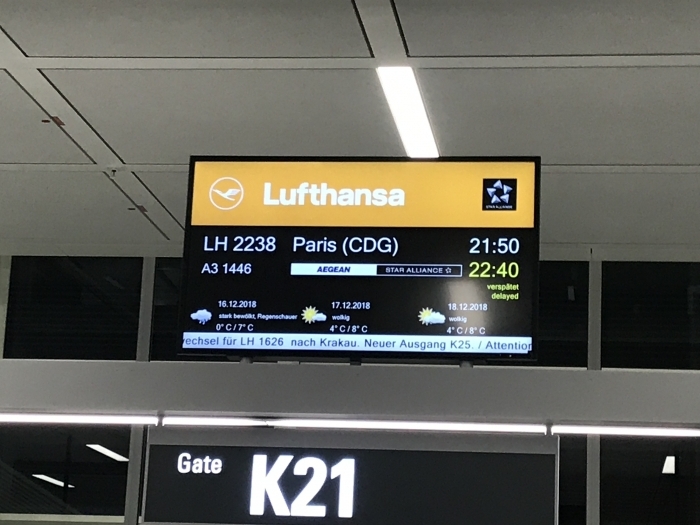 Lufthansa
STAR ALLIANCE
LH 2238 Paris (CDG) 21:50
A3 1446 AEGEAN STAR ALLIANCE 22:40
verspätet
delayed
16.12.2018 17.12.2018 18.12.2018
stark bewölkt, Regenschauer wolkig wolkig
0° C / 7° C 4° C / 8° C 4° C / 8° C
echsel für LH 1626 nach Krakau. Neuer Ausgang K25. / Attention
Gate K21